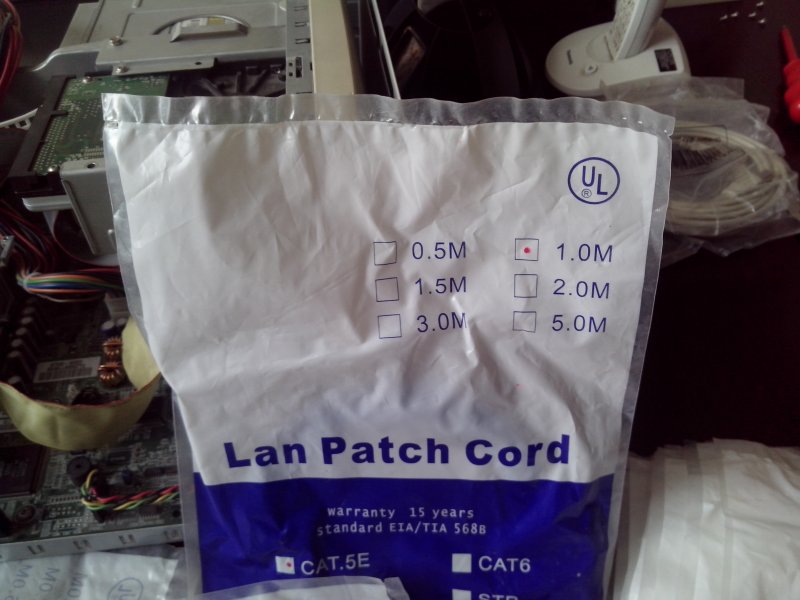 UL
®
0.5M 1.0M
1.5M 2.0M
3.0M 5.0M
Lan Patch Cord
warranty 15 years
standard EIA/TIA 568B
CAT.5E CAT6